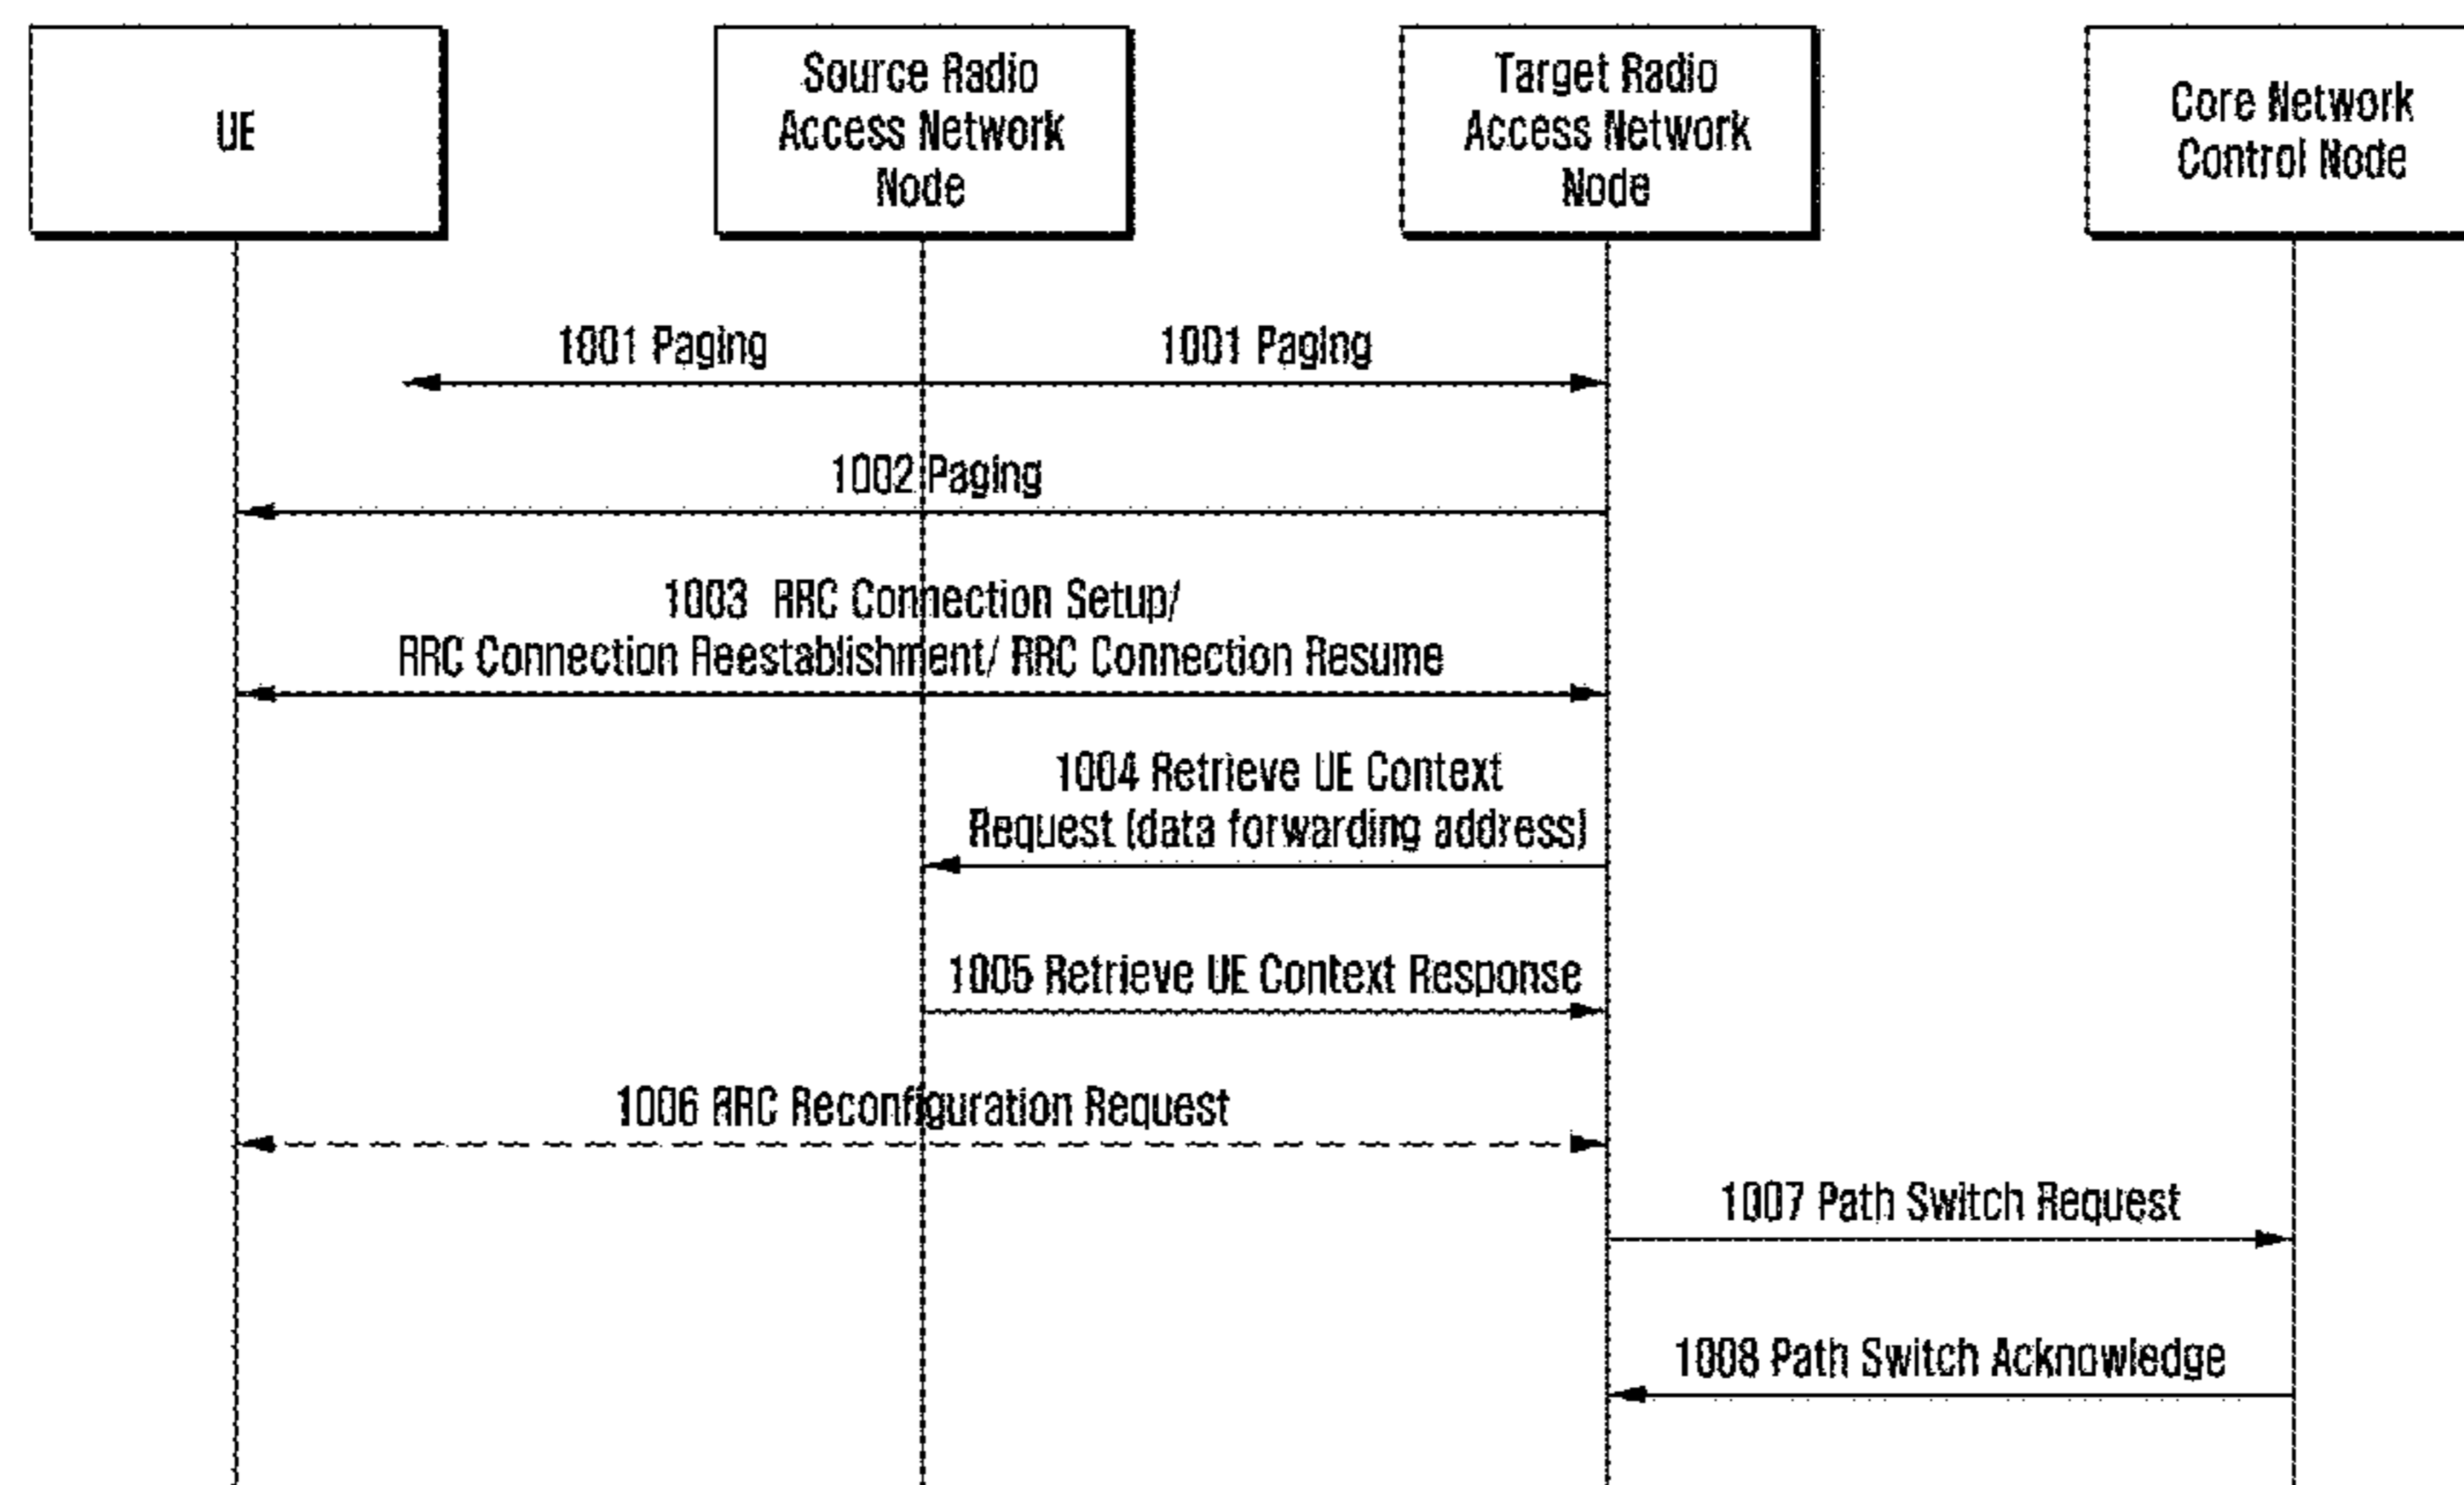 UE
Source Radio
Access Network
Node
Target Radio
Access Network
Node
Core Network
Control Node
1001 Paging
1001 Paging
1002 Paging
1003 RRC Connection Setup/
RRC Connection Reestablishment/ RRC Connection Resume
1004 Retrieve UE Context
Request (data forwarding address)
1005 Retrieve UE Context Response
1006 RRC Reconfiguration Request
1007 Path Switch Request
1008 Path Switch Acknowledge